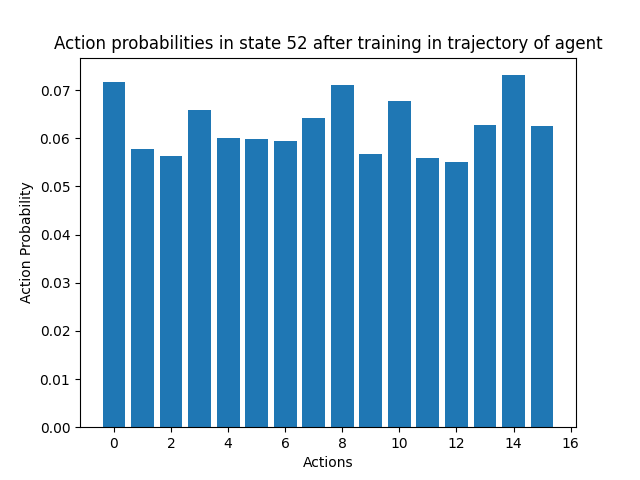 Action probabilities in state 52 after training in trajectory of agent
0.07
0.06
0.05
0.04
0.03
0.02
0.01
0.00
Action Probability
0 2 4 6 8 10 12 14 16
Actions